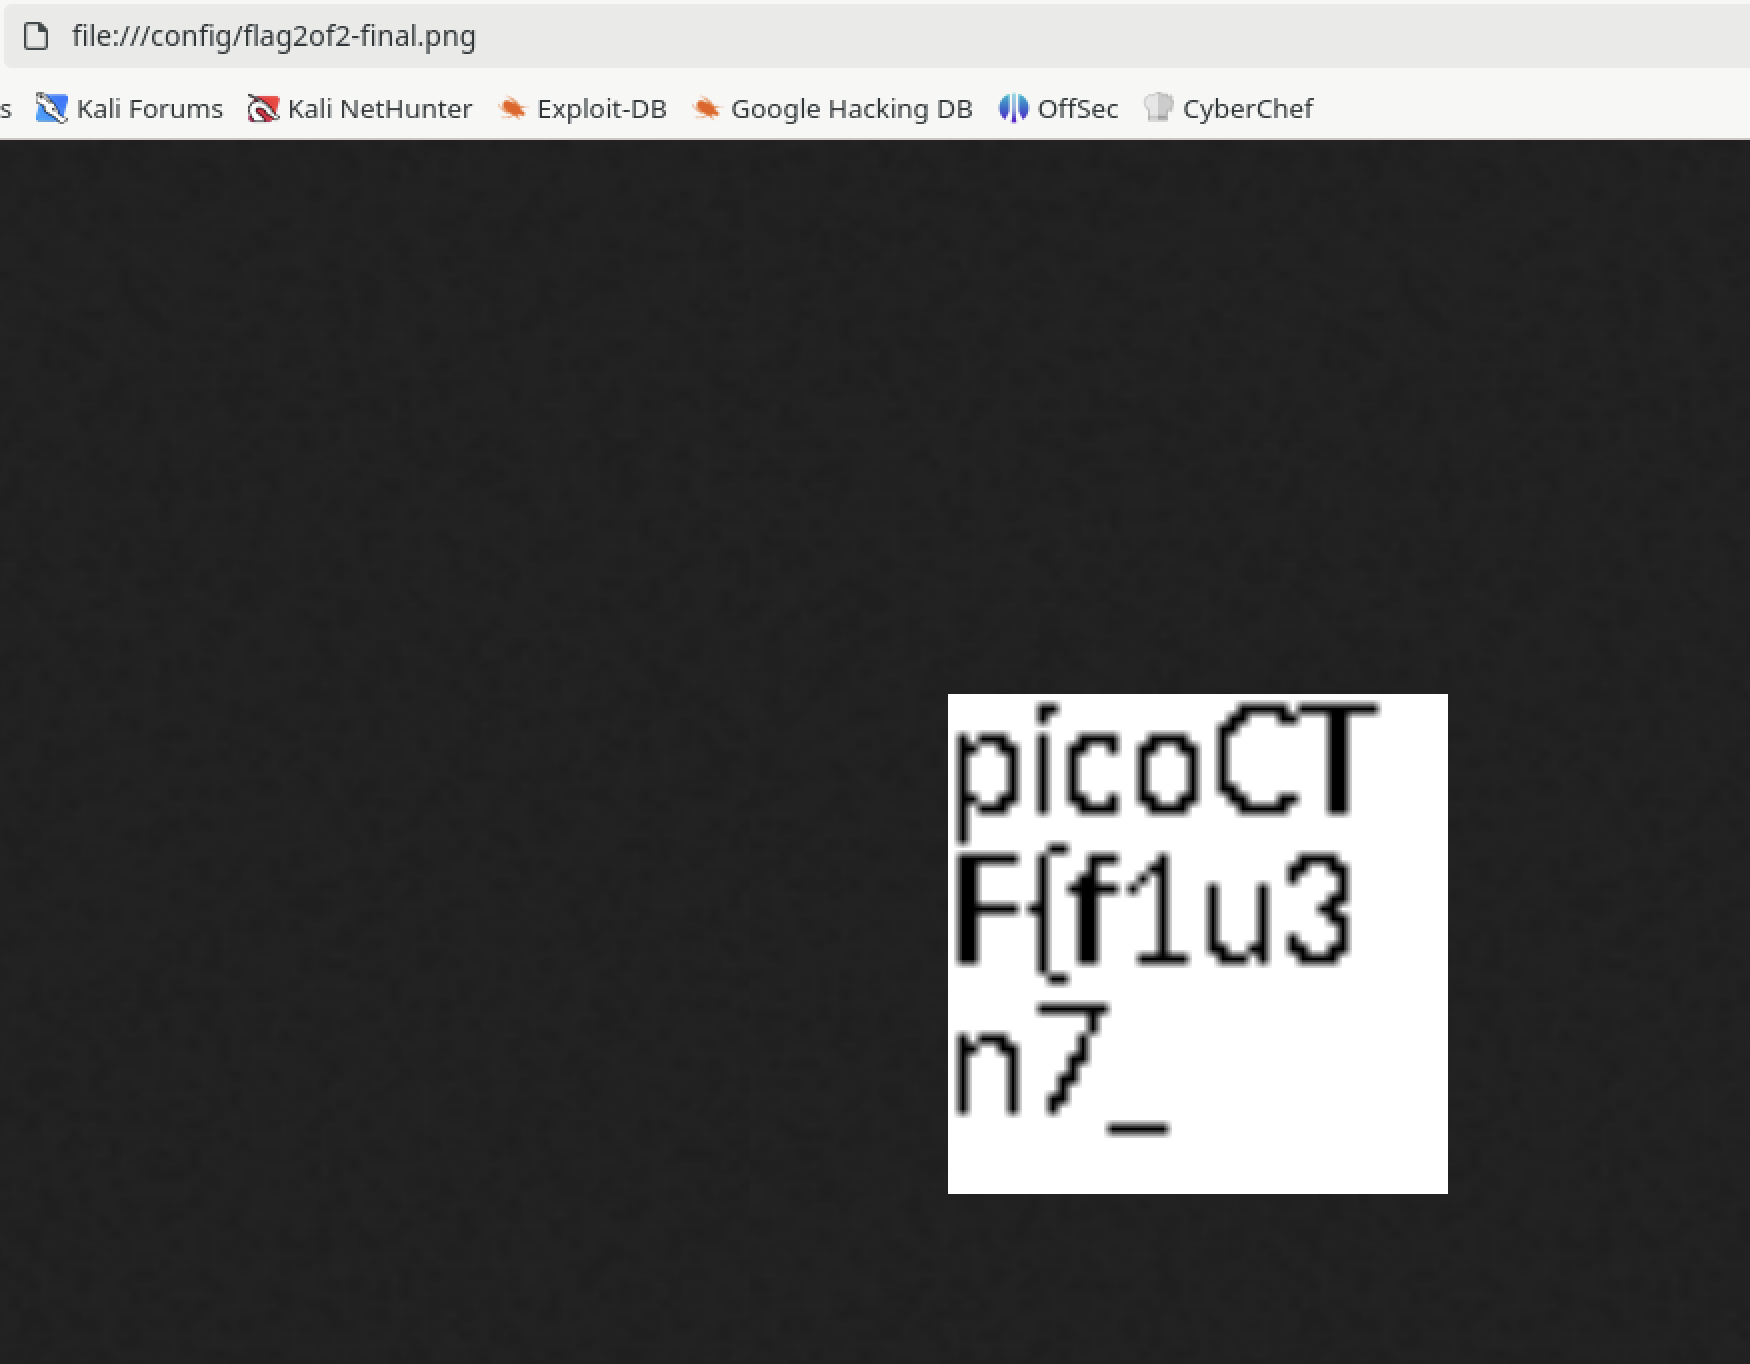 file:///config/flag2of2-final.png
s Kali Forums Kali NetHunter Exploit-DB Google Hacking DB OffSec CyberChef
picoCT
F{f1u3
n7_